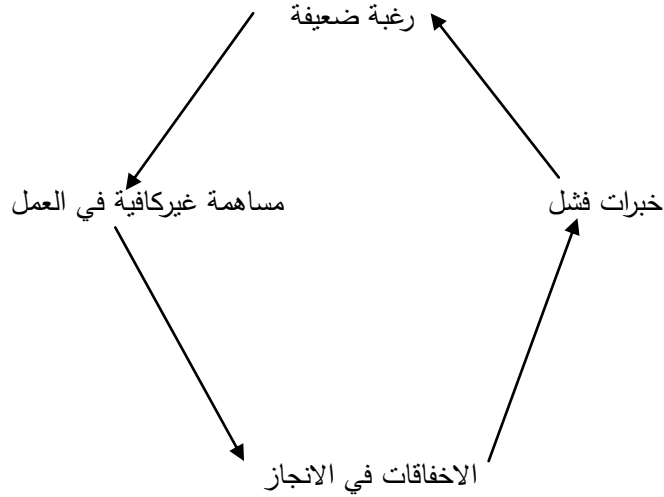 رغبة ضعيفة
خبرات فشل
مساهمة غيركافية في العمل
الاخفاقات في الانجاز